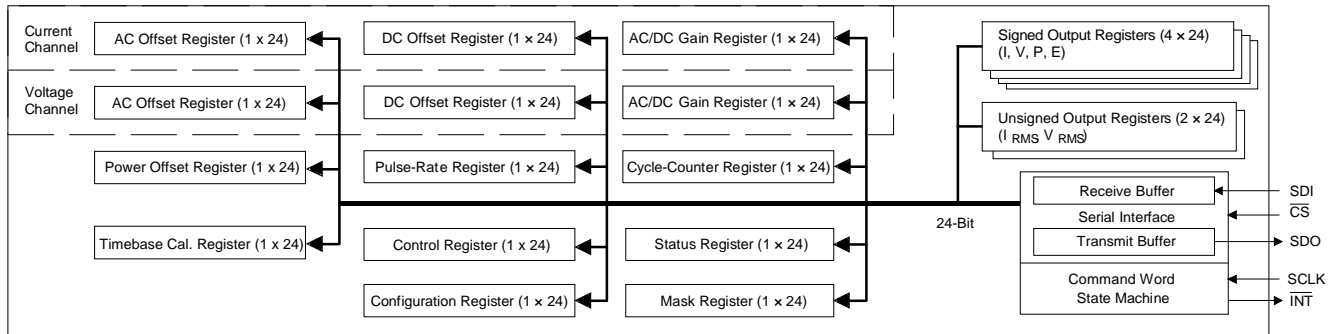 Current
Channel
AC Offset Register (1 x 24)
DC Offset Register (1 × 24)
AC/DC Gain Register (1 × 24)
Signed Output Registers (4 × 24)
(I, V, P, E)
Voltage
Channel
AC Offset Register (1 × 24)
DC Offset Register (1 × 24)
AC/DC Gain Register (1 × 24)
Unsigned Output Registers (2 × 24)
(I RMS V RMS)
Power Offset Register (1 × 24)
Pulse-Rate Register (1 × 24)
Cycle-Counter Register (1 × 24)
Receive Buffer
SDI
24-Bit
Serial Interface
CS
Timebase Cal. Register (1 × 24)
Control Register (1 × 24)
Status Register (1 × 24)
Transmit Buffer
SDO
Configuration Register (1 × 24)
Mask Register (1 × 24)
Command Word
State Machine
SCLK
INT